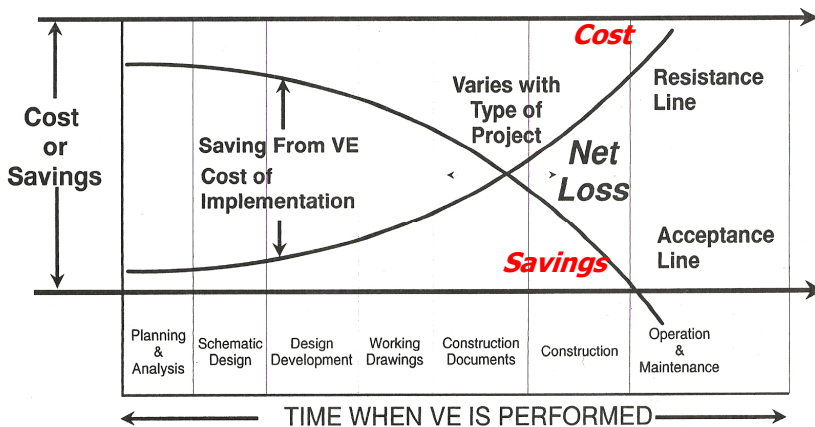 Cost
Resistance
Line
Varies with
Type of
Project
Cost
or
Savings
Saving From VE
Cost of
Implementation
Net
Loss
Acceptance
Line
Savings
Planning
&
Analysis
Schematic
Design
Design
Development
Working
Drawings
Construction
Documents
Construction
Operation
&
Maintenance
TIME WHEN VE IS PERFORMED